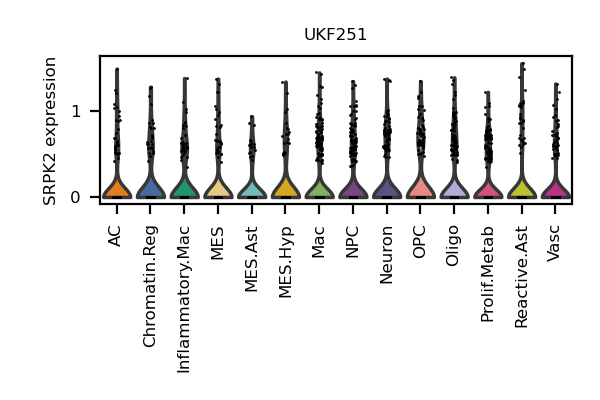 UKF251
SRPK2 expression
1
0
AC
Chromatin.Reg
Inflammatory.Mac
MES
MES.Ast
MES.Hyp
Mac
NPC
Neuron
OPC
Oligo
Prolif.Metab
Reactive.Ast
Vasc